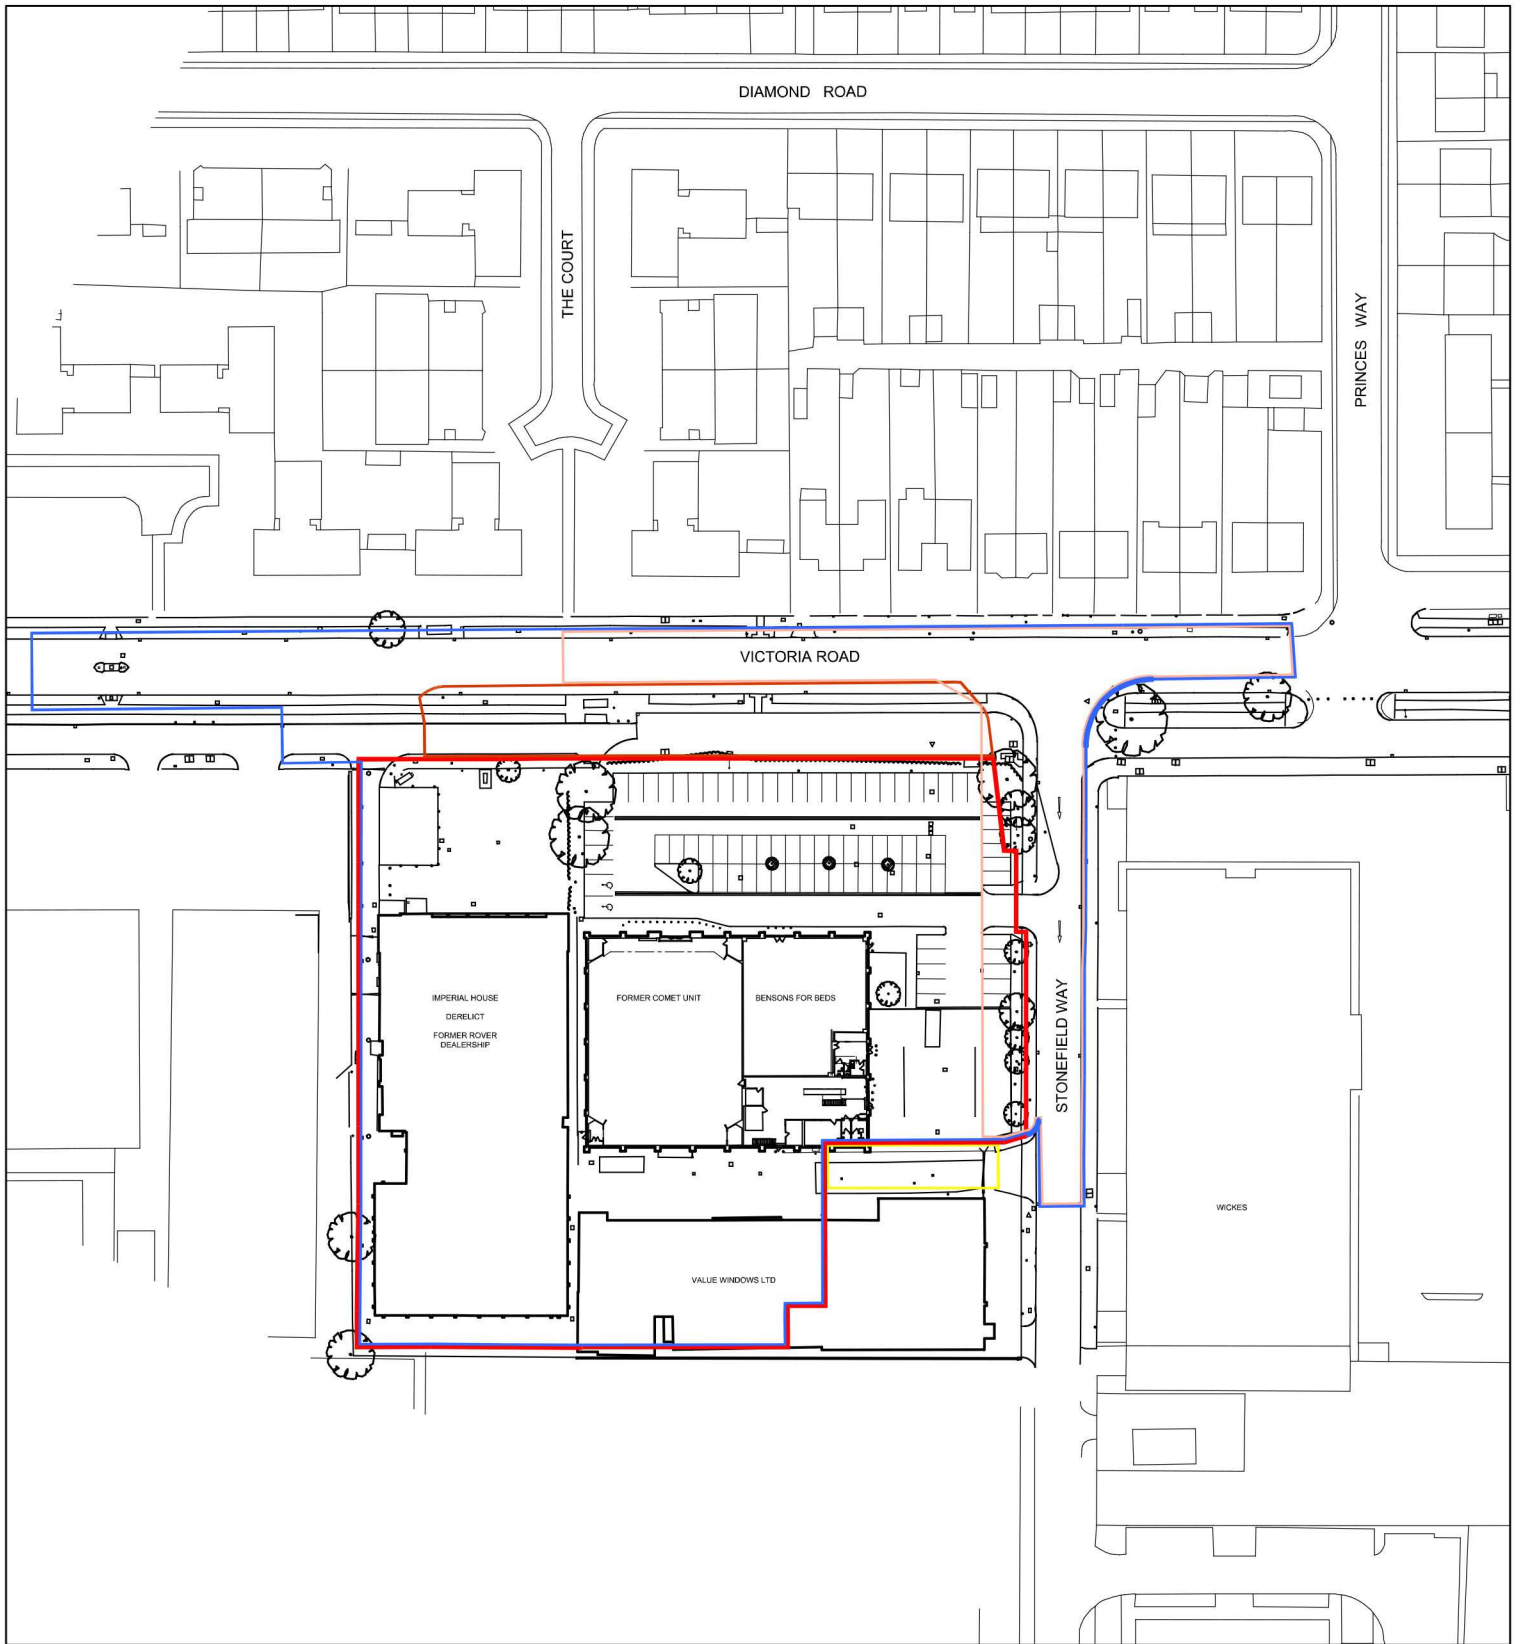 DIAMOND ROAD
THE COURT
PRINCES WAY
VICTORIA ROAD
IMPERIAL HOUSE
DERELICT
FORMER ROVER
DEALERSHIP
FORMER COMET UNIT
BENSONS FOR BEDS
STONEFIELD WAY
WICKES
VALUE WINDOWS LTD